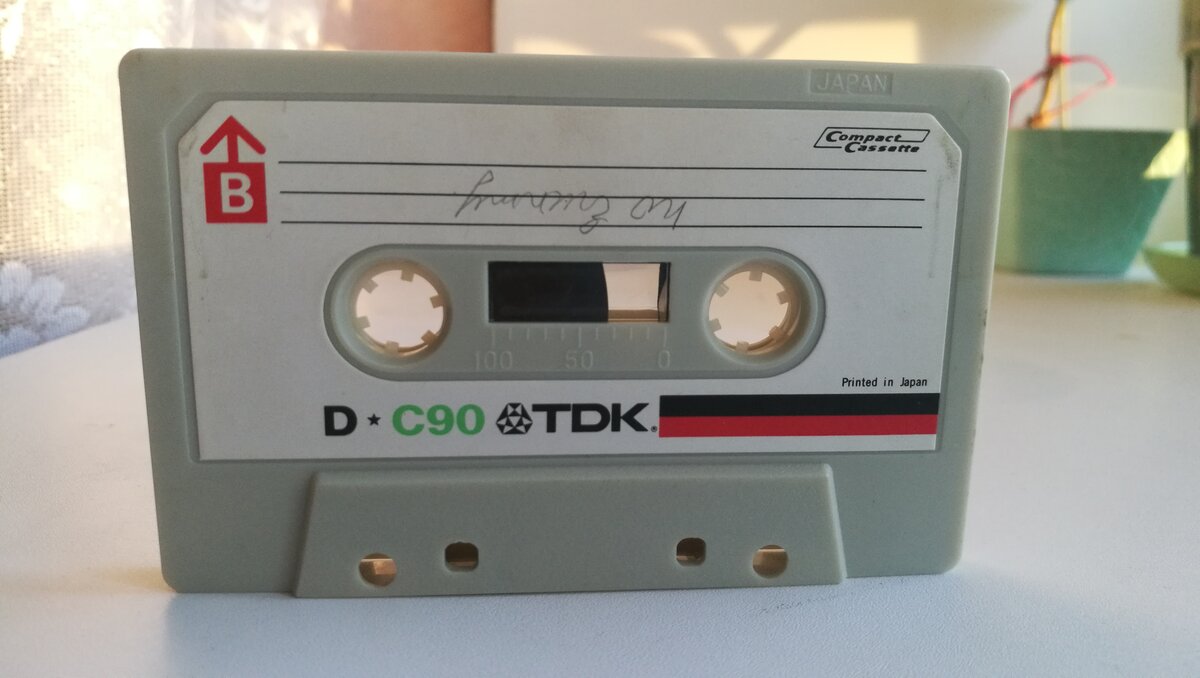 JAPAN
Compact
Cassette
B
100 50 0
Printed in Japan
D ★ C90 TDK®